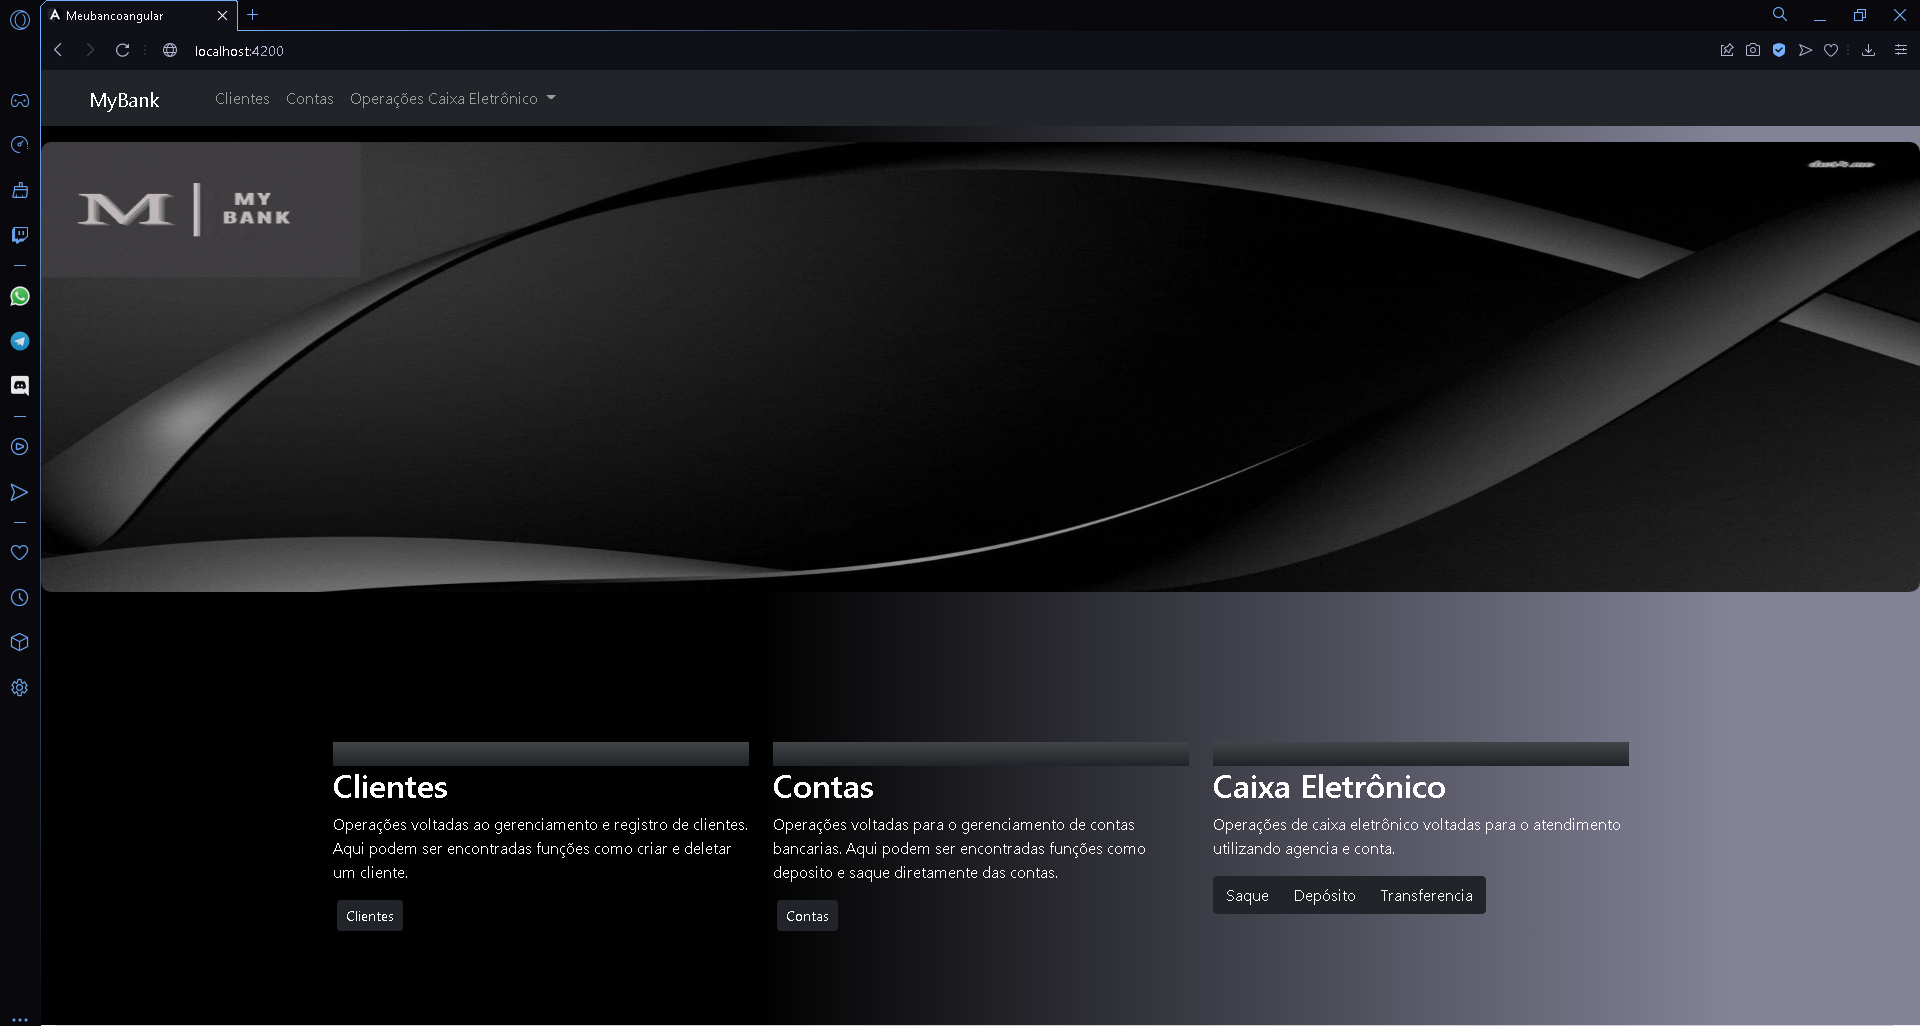 Meubancoangular
localhost:4200
MyBank
Clientes
Contas
Operações Caixa Eletrônico
M
MY
BANK
Clientes
Operações voltadas ao gerenciamento e registro de clientes.
Aqui podem ser encontradas funções como criar e deletar
um cliente.
Clientes
Contas
Operações voltadas para o gerenciamento de contas
bancarias. Aqui podem ser encontradas funções como
deposito e saque diretamente das contas.
Contas
Caixa Eletrônico
Operações de caixa eletrônico voltadas para o atendimento
utilizando agencia e conta.
Saque
Depósito
Transferencia